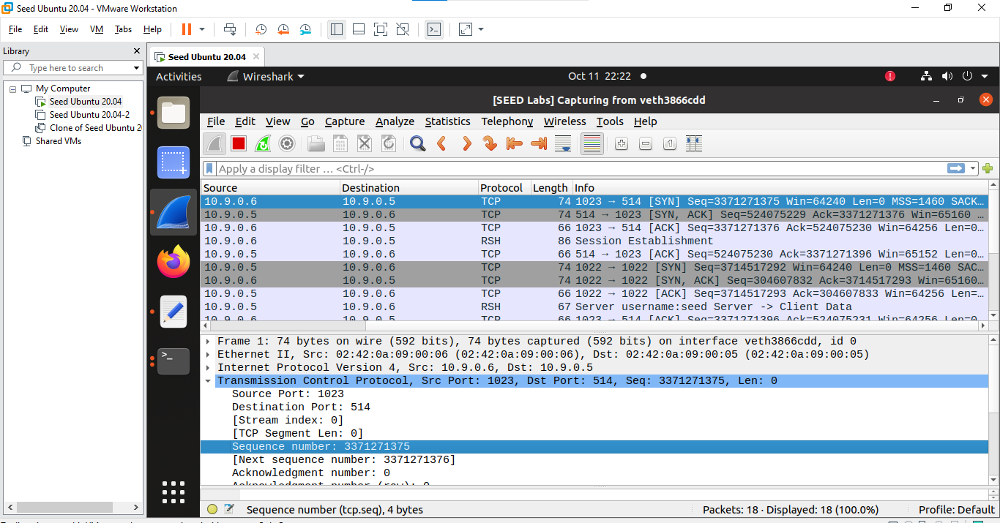 Seed Ubuntu 20.04 - VMware Workstation
File Edit View VM Tabs Help
Library
Type here to search
My Computer
Seed Ubuntu 20.04
Seed Ubuntu 20.04-2
Clone of Seed Ubuntu 2
Shared VMs
Seed Ubuntu 20.04
Activities Wireshark Oct 11 22:22
[SEED Labs] Capturing from veth3866cdd
File Edit View Go Capture Analyze Statistics Telephony Wireless Tools Help
Apply a display filter … <Ctrl-/>
Source Destination Protocol Length Info
10.9.0.6 10.9.0.5 TCP 74 1023 → 514 [SYN] Seq=3371271375 Win=64240 Len=0 MSS=1460 SACK…
10.9.0.5 10.9.0.6 TCP 74 514 → 1023 [SYN, ACK] Seq=524075229 Ack=3371271376 Win=65160 …
10.9.0.6 10.9.0.5 TCP 66 1023 → 514 [ACK] Seq=3371271376 Ack=524075230 Win=64256 Len=0…
10.9.0.6 10.9.0.5 RSH 86 Session Establishment
10.9.0.5 10.9.0.6 TCP 66 514 → 1023 [ACK] Seq=524075230 Ack=3371271396 Win=65152 Len=0…
10.9.0.5 10.9.0.6 TCP 74 1022 → 1022 [SYN] Seq=3714517292 Win=64240 Len=0 MSS=1460 SAC…
10.9.0.6 10.9.0.5 TCP 74 1022 → 1022 [SYN, ACK] Seq=304607832 Ack=3714517293 Win=65160…
10.9.0.5 10.9.0.6 TCP 66 1022 → 1022 [ACK] Seq=3714517293 Ack=304607833 Win=64256 Len=…
10.9.0.5 10.9.0.6 RSH 67 Server username:seed Server -> Client Data
10.9.0.6 10.9.0.5 TCP 66 1023 → 514 [ACK] Seq=3371271396 Ack=524075231 Win=64256 Len=0…
Frame 1: 74 bytes on wire (592 bits), 74 bytes captured (592 bits) on interface veth3866cdd, id 0
Ethernet II, Src: 02:42:0a:09:00:06 (02:42:0a:09:00:06), Dst: 02:42:0a:09:00:05 (02:42:0a:09:00:05)
Internet Protocol Version 4, Src: 10.9.0.6, Dst: 10.9.0.5
Transmission Control Protocol, Src Port: 1023, Dst Port: 514, Seq: 3371271375, Len: 0
Source Port: 1023
Destination Port: 514
[Stream index: 0]
[TCP Segment Len: 0]
Sequence number: 3371271375
[Next sequence number: 3371271376]
Acknowledgment number: 0
Acknowledgment number (raw): 0
Sequence number (tcp.seq), 4 bytes Packets: 18 · Displayed: 18 (100.0%) Profile: Default